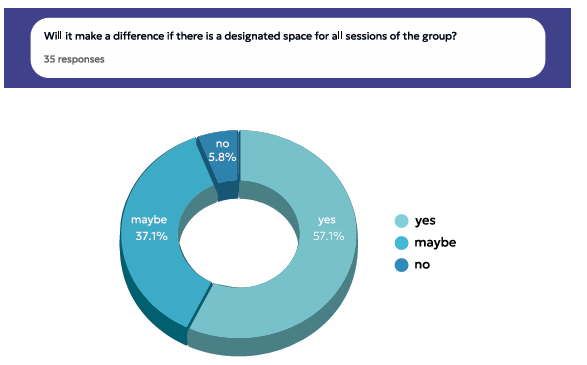 Will it make a difference if there is a designated space for all sessions of the group?
35 responses
no
5.8%
maybe
37.1%
yes
57.1%
yes
maybe
no